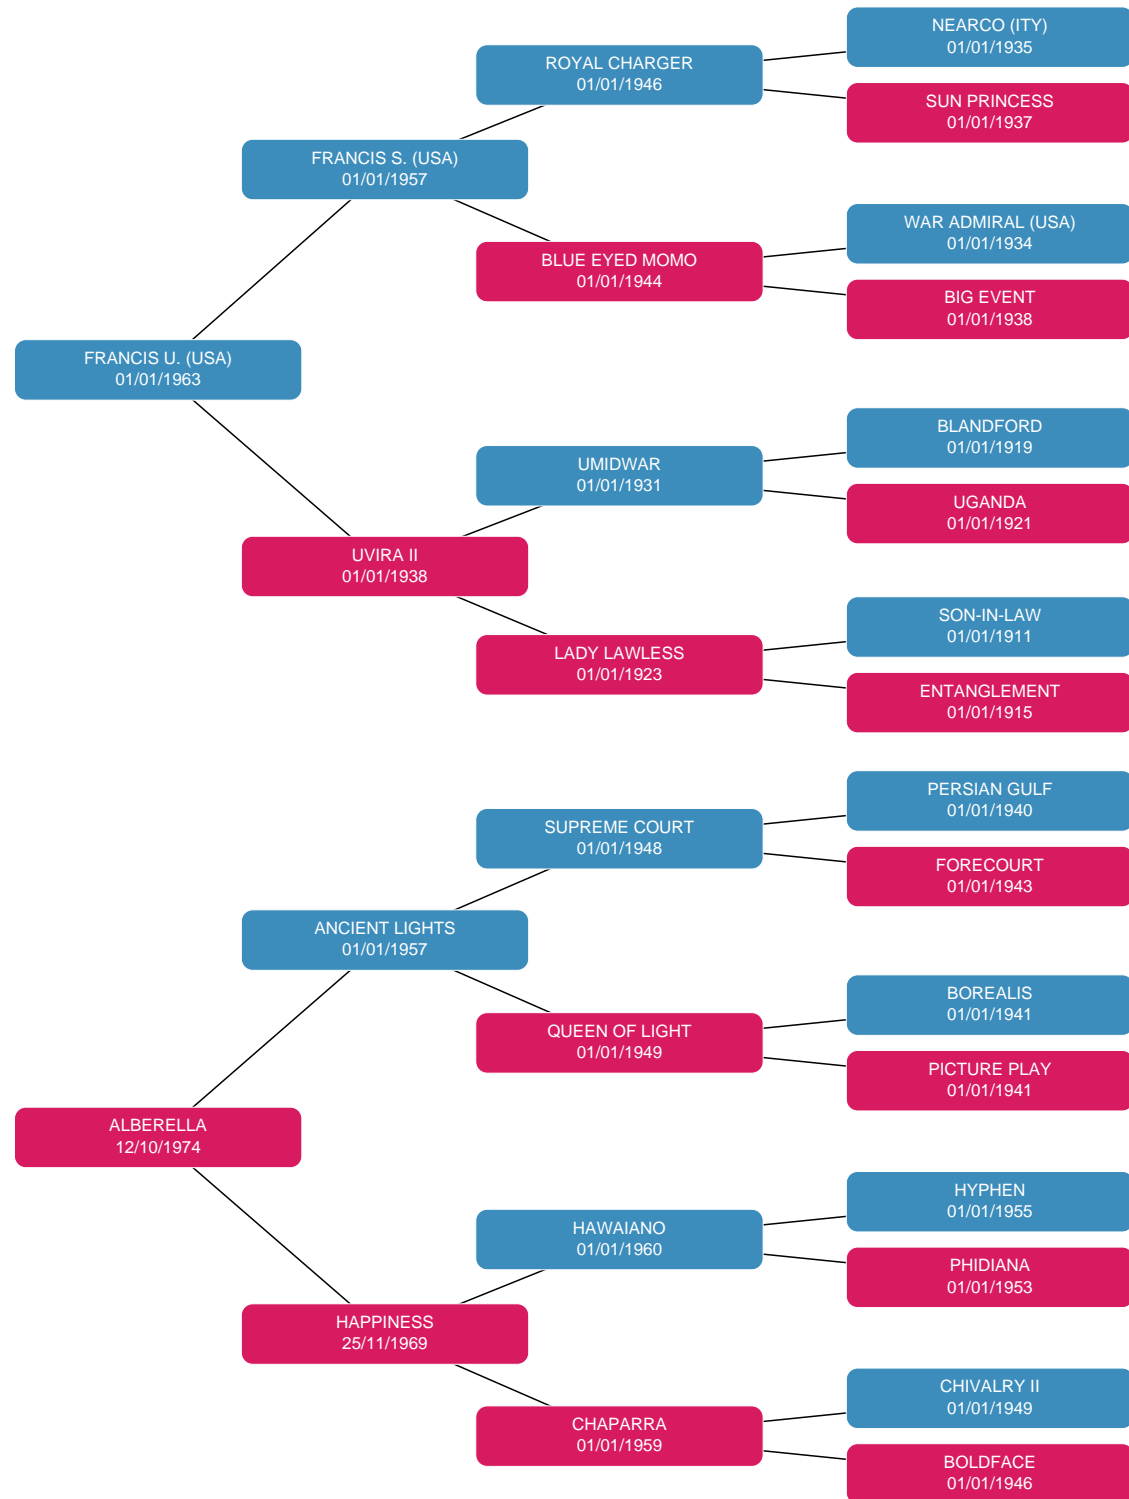 NEARCO (ITY)
01/01/1935
ROYAL CHARGER
01/01/1946
SUN PRINCESS
01/01/1937
FRANCIS S. (USA)
01/01/1957
WAR ADMIRAL (USA)
01/01/1934
BLUE EYED MOMO
01/01/1944
BIG EVENT
01/01/1938
FRANCIS U. (USA)
01/01/1963
BLANDFORD
01/01/1919
UMIDWAR
01/01/1931
UGANDA
01/01/1921
UVIRA II
01/01/1938
SON-IN-LAW
01/01/1911
LADY LAWLESS
01/01/1923
ENTANGLEMENT
01/01/1915
PERSIAN GULF
01/01/1940
SUPREME COURT
01/01/1948
FORECOURT
01/01/1943
ANCIENT LIGHTS
01/01/1957
BOREALIS
01/01/1941
QUEEN OF LIGHT
01/01/1949
PICTURE PLAY
01/01/1941
ALBERELLA
12/10/1974
HYPHEN
01/01/1955
HAWAIANO
01/01/1960
PHIDIANA
01/01/1953
HAPPINESS
25/11/1969
CHIVALRY II
01/01/1949
CHAPARRA
01/01/1959
BOLDFACE
01/01/1946